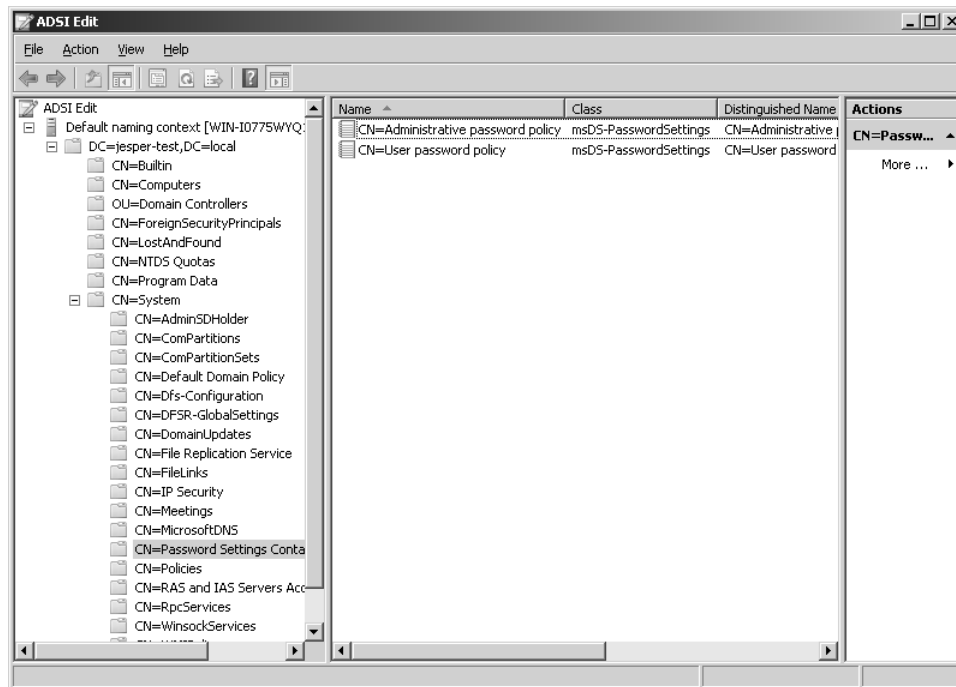 ADSI Edit
File Action View Help
ADSI Edit
Default naming context [WIN-I0775WYQ
DC=jesper-test,DC=local
CN=Builtin
CN=Computers
OU=Domain Controllers
CN=ForeignSecurityPrincipals
CN=LostAndFound
CN=NTDS Quotas
CN=Program Data
CN=System
CN=AdminSDHolder
CN=ComPartitions
CN=ComPartitionSets
CN=Default Domain Policy
CN=Dfs-Configuration
CN=DFSR-GlobalSettings
CN=DomainUpdates
CN=File Replication Service
CN=FileLinks
CN=IP Security
CN=Meetings
CN=MicrosoftDNS
CN=Password Settings Conta
CN=Policies
CN=RAS and IAS Servers Acc
CN=RpcServices
CN=WinsockServices
Name Class Distinguished Name
CN=Administrative password policy msDS-PasswordSettings CN=Administrative
CN=User password policy msDS-PasswordSettings CN=User password
Actions
CN=Passw...
More ...